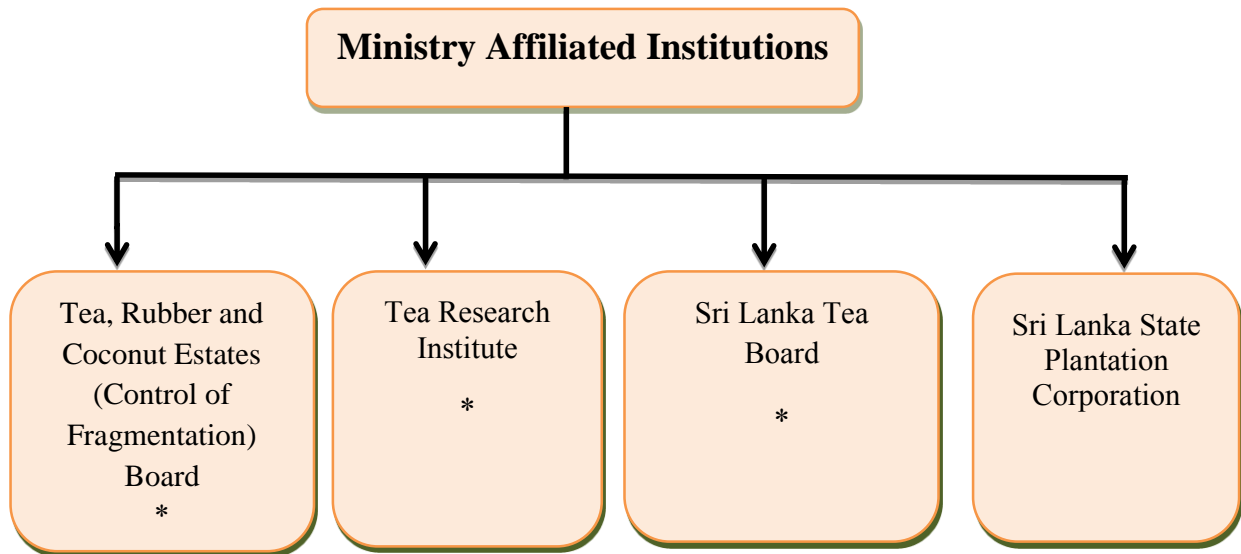 Ministry Affiliated Institutions
Tea, Rubber and
Coconut Estates
(Control of
Fragmentation)
Board
*
Tea Research
Institute
*
Sri Lanka Tea
Board
*
Sri Lanka State
Plantation
Corporation